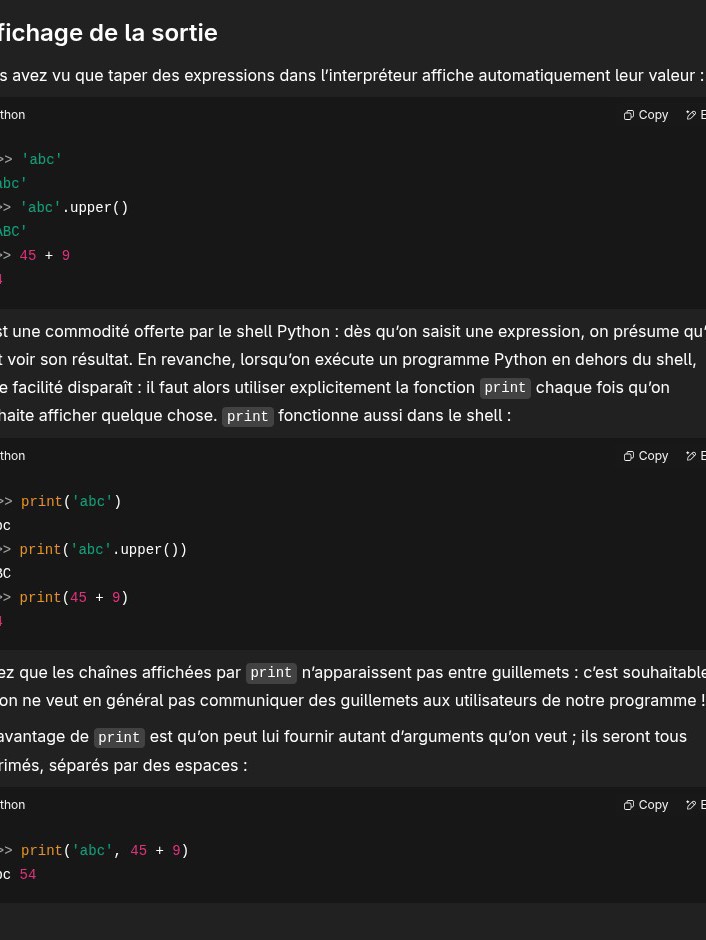 fichage de la sortie
s avez vu que taper des expressions dans l’interpréteur affiche automatiquement leur valeur :
thon Copy E
>> 'abc'
abc'
>> 'abc'.upper()
ABC'
>> 45 + 9
4
st une commodité offerte par le shell Python : dès qu’on saisit une expression, on présume qu’
t voir son résultat. En revanche, lorsqu’on exécute un programme Python en dehors du shell,
e facilité disparaît : il faut alors utiliser explicitement la fonction print chaque fois qu’on
haite afficher quelque chose. print fonctionne aussi dans le shell :
thon Copy E
>> print('abc')
bc
>> print('abc'.upper())
BC
>> print(45 + 9)
4
ez que les chaînes affichées par print n’apparaissent pas entre guillemets : c’est souhaitable
on ne veut en général pas communiquer des guillemets aux utilisateurs de notre programme !
avantage de print est qu’on peut lui fournir autant d’arguments qu’on veut ; ils seront tous
rimés, séparés par des espaces :
thon Copy E
>> print('abc', 45 + 9)
bc 54